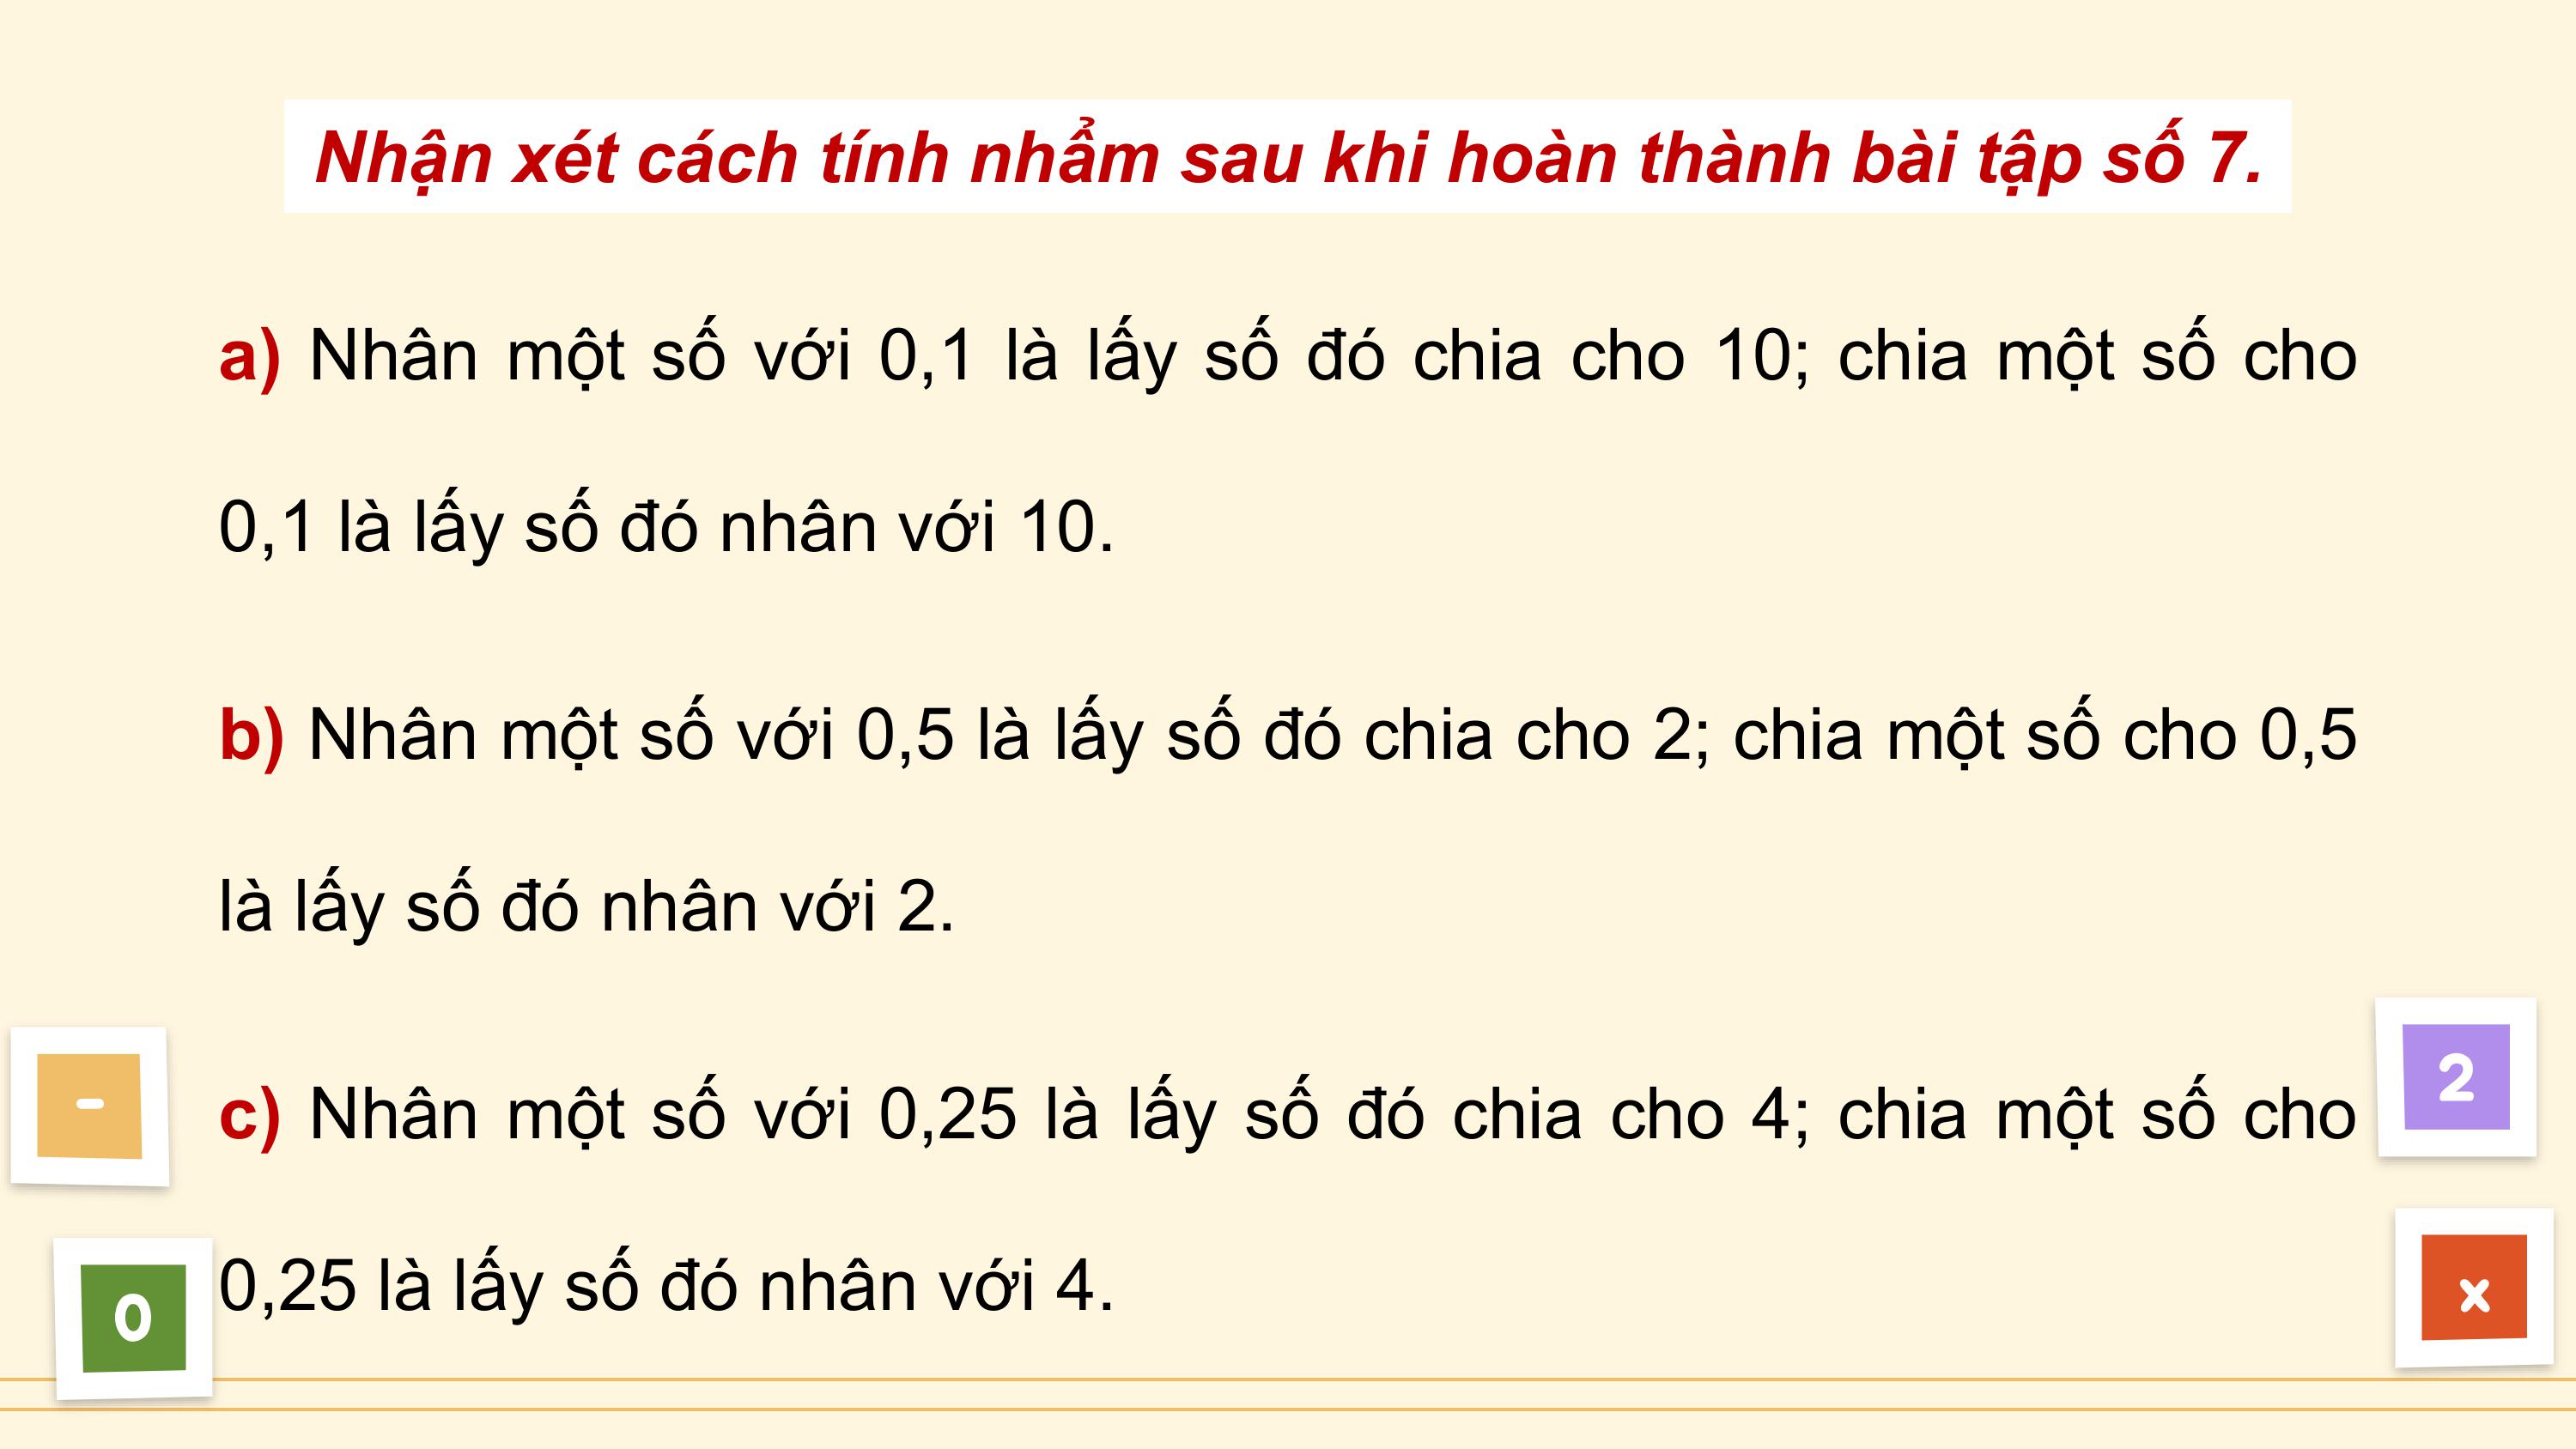 Nhận xét cách tính nhẩm sau khi hoàn thành bài tập số 7.
a) Nhân một số với 0,1 là lấy số đó chia cho 10; chia một số cho
0,1 là lấy số đó nhân với 10.
b) Nhân một số với 0,5 là lấy số đó chia cho 2; chia một số cho 0,5
là lấy số đó nhân với 2.
c) Nhân một số với 0,25 là lấy số đó chia cho 4; chia một số cho
0,25 là lấy số đó nhân với 4.
-
2
0
x